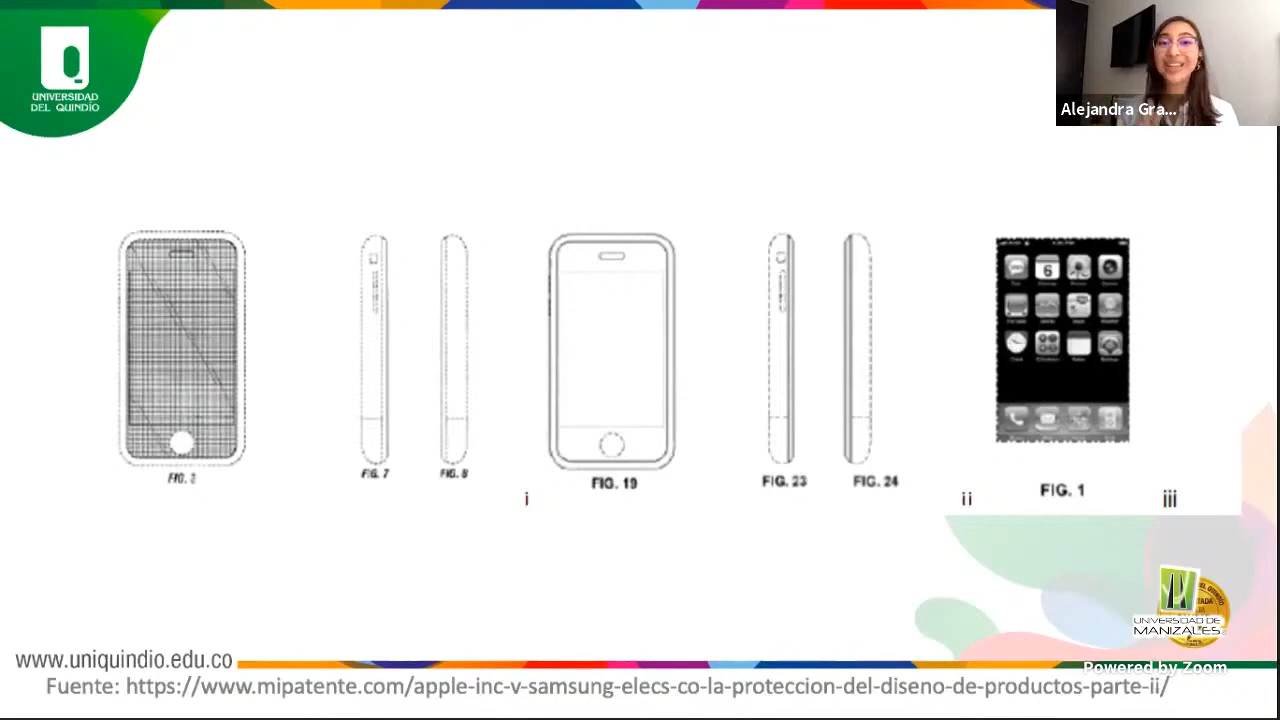 UNIVERSIDAD
DEL QUINDÍO
Alejandra Gra...
FIG. 7
FIG. 8
FIG. 19
FIG. 23
FIG. 24
FIG. 1
i
ii
iii
6
UNIVERSIDAD DE
MANIZALES
www.uniquindio.edu.co
Powered by Zoom
Fuente: https://www.mipatente.com/apple-inc-v-samsung-elecs-co-la-proteccion-del-diseno-de-productos-parte-ii/